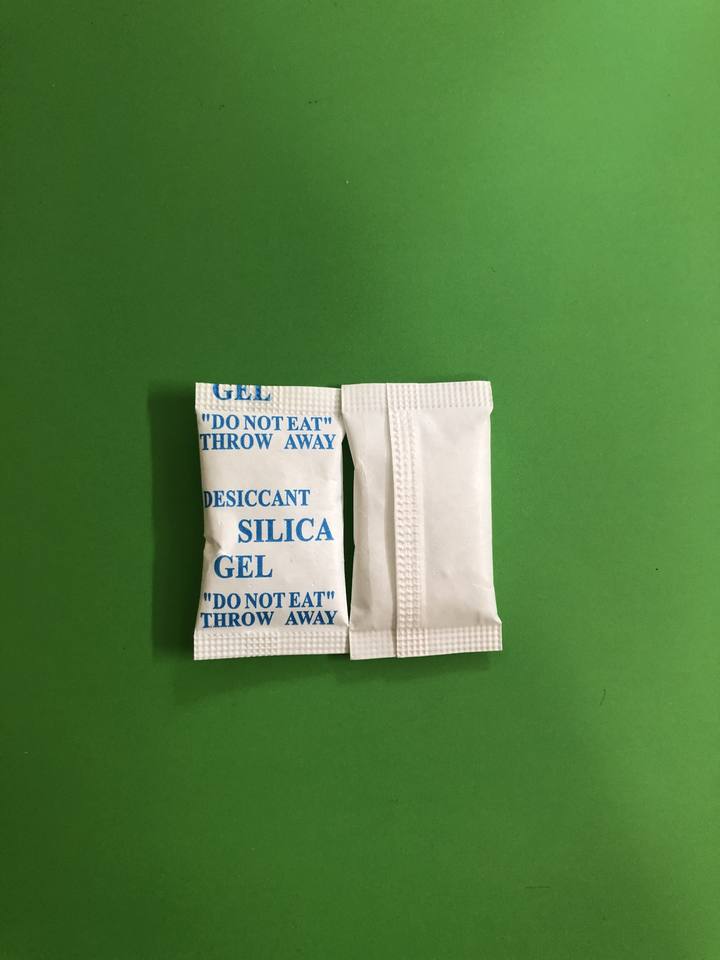 GEL
"DO NOT EAT"
THROW AWAY
DESICCANT
SILICA
GEL
"DO NOT EAT"
THROW AWAY